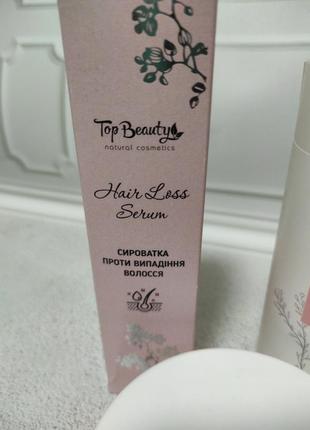 Top Beauty
natural cosmetics
Hair Loss
Serum
СИРОВАТКА
ПРОТИ ВИПАДІННЯ
ВОЛОССЯ